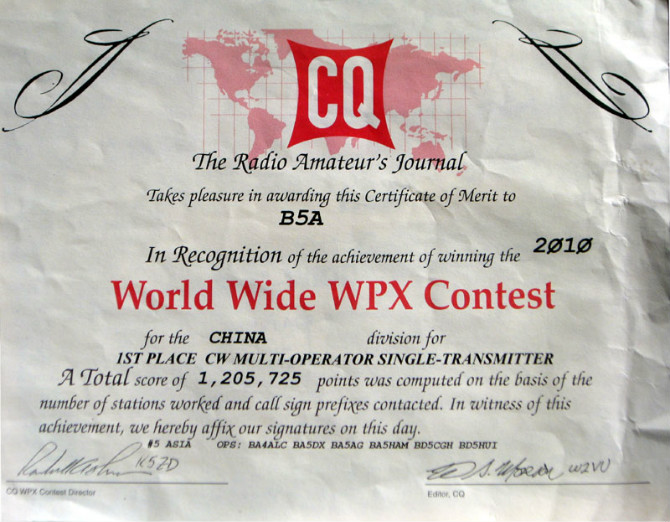 CQ
The Radio Amateur's Journal
Takes pleasure in awarding this Certificate of Merit to
B5A
In Recognition of the achievement of winning the 2010
World Wide WPX Contest
for the CHINA division for
1ST PLACE CW MULTI-OPERATOR SINGLE-TRANSMITTER
A Total score of 1,205,725 points was computed on the basis of the
number of stations worked and call sign prefixes contacted. In witness of this
achievement, we hereby affix our signatures on this day.
#5 ASIA OPS: BA4ALC BA5DX BA5AG BA5HAM BD5CGH BD5HUI
K5ZD W2VU
CQ WPX Contest Director Editor, CQ